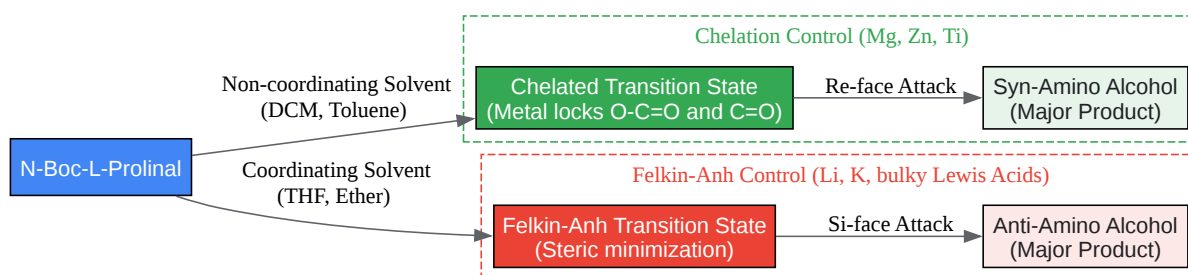 Chelation Control (Mg, Zn, Ti)
Non-coordinating Solvent
(DCM, Toluene)
Chelated Transition State
(Metal locks O-C=O and C=O)
Re-face Attack
Syn-Amino Alcohol
(Major Product)
N-Boc-L-Prolinal
Coordinating Solvent
(THF, Ether)
Felkin-Anh Control (Li, K, bulky Lewis Acids)
Felkin-Anh Transition State
(Steric minimization)
Si-face Attack
Anti-Amino Alcohol
(Major Product)